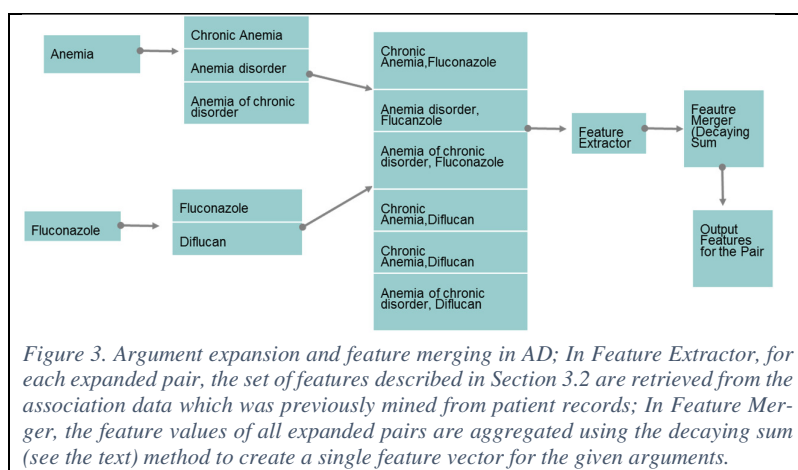 Anemia
Chronic Anemia
Anemia disorder
Anemia of chronic
disorder
Fluconazole
Fluconazole
Diflucan
Chronic
Anemia,Fluconazole
Anemia disorder,
Flucanzole
Anemia of chronic
disorder, Fluconazole
Chronic
Anemia,Diflucan
Chronic
Anemia,Diflucan
Anemia of chronic
disorder, Diflucan
Feature
Extractor
Feautre
Merger
(Decaying
Sum
Output
Features
for the Pair
Figure 3. Argument expansion and feature merging in AD; In Feature Extractor, for
each expanded pair, the set of features described in Section 3.2 are retrieved from the
association data which was previously mined from patient records; In Feature Mer-
ger, the feature values of all expanded pairs are aggregated using the decaying sum
(see the text) method to create a single feature vector for the given arguments.